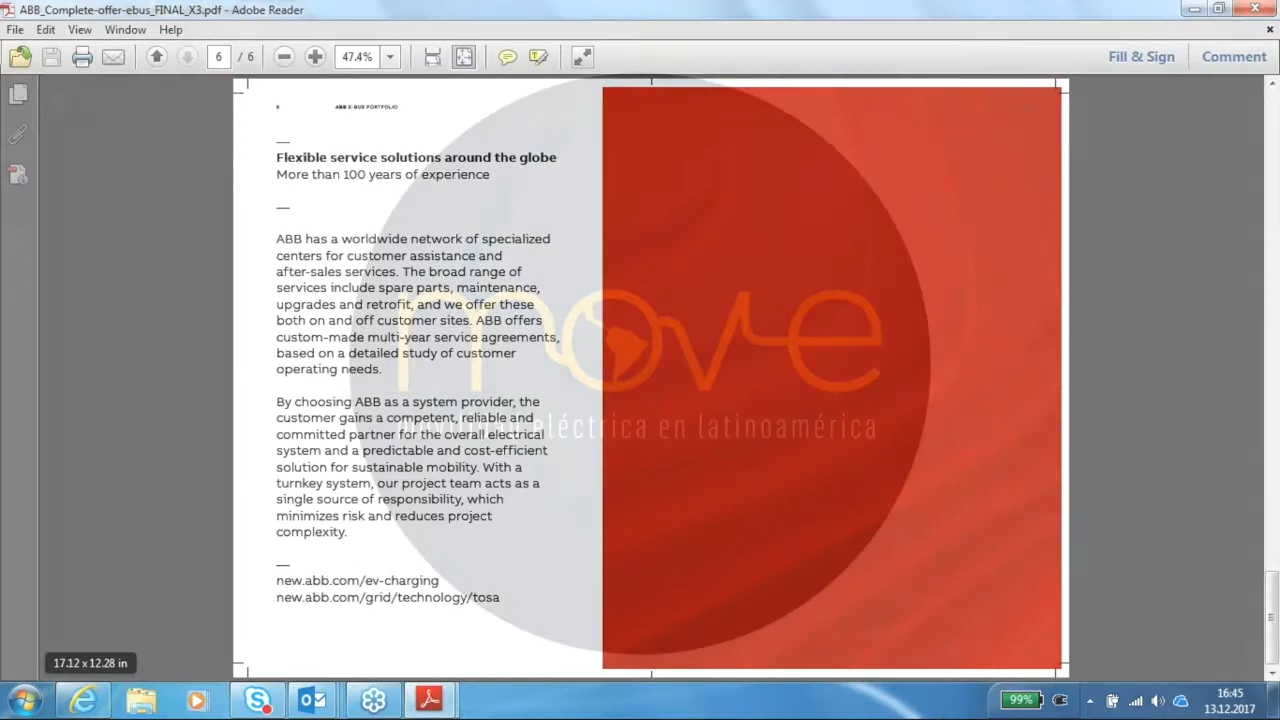 ABB_Complete-offer-ebus_FINAL_X3.pdf - Adobe Reader
File Edit View Window Help
6 / 6 47.4% Fill & Sign Comment
ABB E-BUS PORTFOLIO
Flexible service solutions around the globe
More than 100 years of experience
ABB has a worldwide network of specialized
centers for customer assistance and
after-sales services. The broad range of
services include spare parts, maintenance,
upgrades and retrofit, and we offer these
both on and off customer sites. ABB offers
custom-made multi-year service agreements,
based on a detailed study of customer
operating needs.
By choosing ABB as a system provider, the
customer gains a competent, reliable and
committed partner for the overall electrical
system and a predictable and cost-efficient
solution for sustainable mobility. With a
turnkey system, our project team acts as a
single source of responsibility, which
minimizes risk and reduces project
complexity.
new.abb.com/ev-charging
new.abb.com/grid/technology/tosa
move
eléctrica en latinoamérica
17.12 x 12.28 in
99%
16:45
13.12.2017